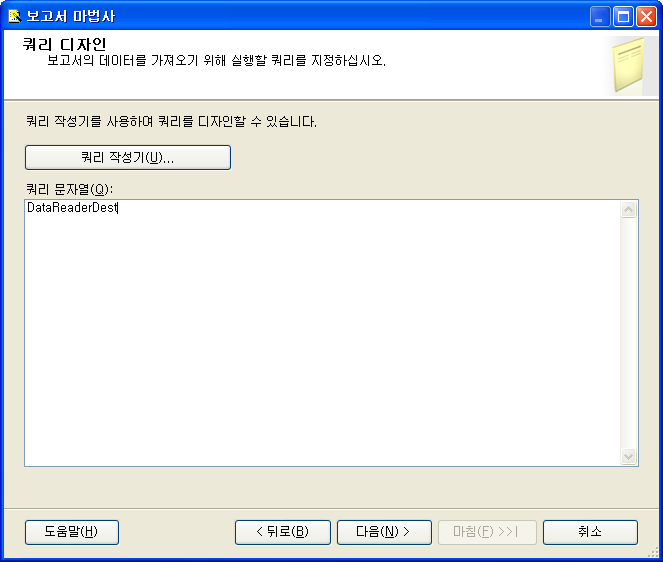 보고서 마법사
쿼리 디자인
보고서의 데이터를 가져오기 위해 실행할 쿼리를 지정하십시오.
쿼리 작성기를 사용하여 쿼리를 디자인할 수 있습니다.
쿼리 작성기(U)...
쿼리 문자열(Q):
DataReaderDest
도움말(H)
< 뒤로(B)
다음(N) >
마침(F) >>|
취소